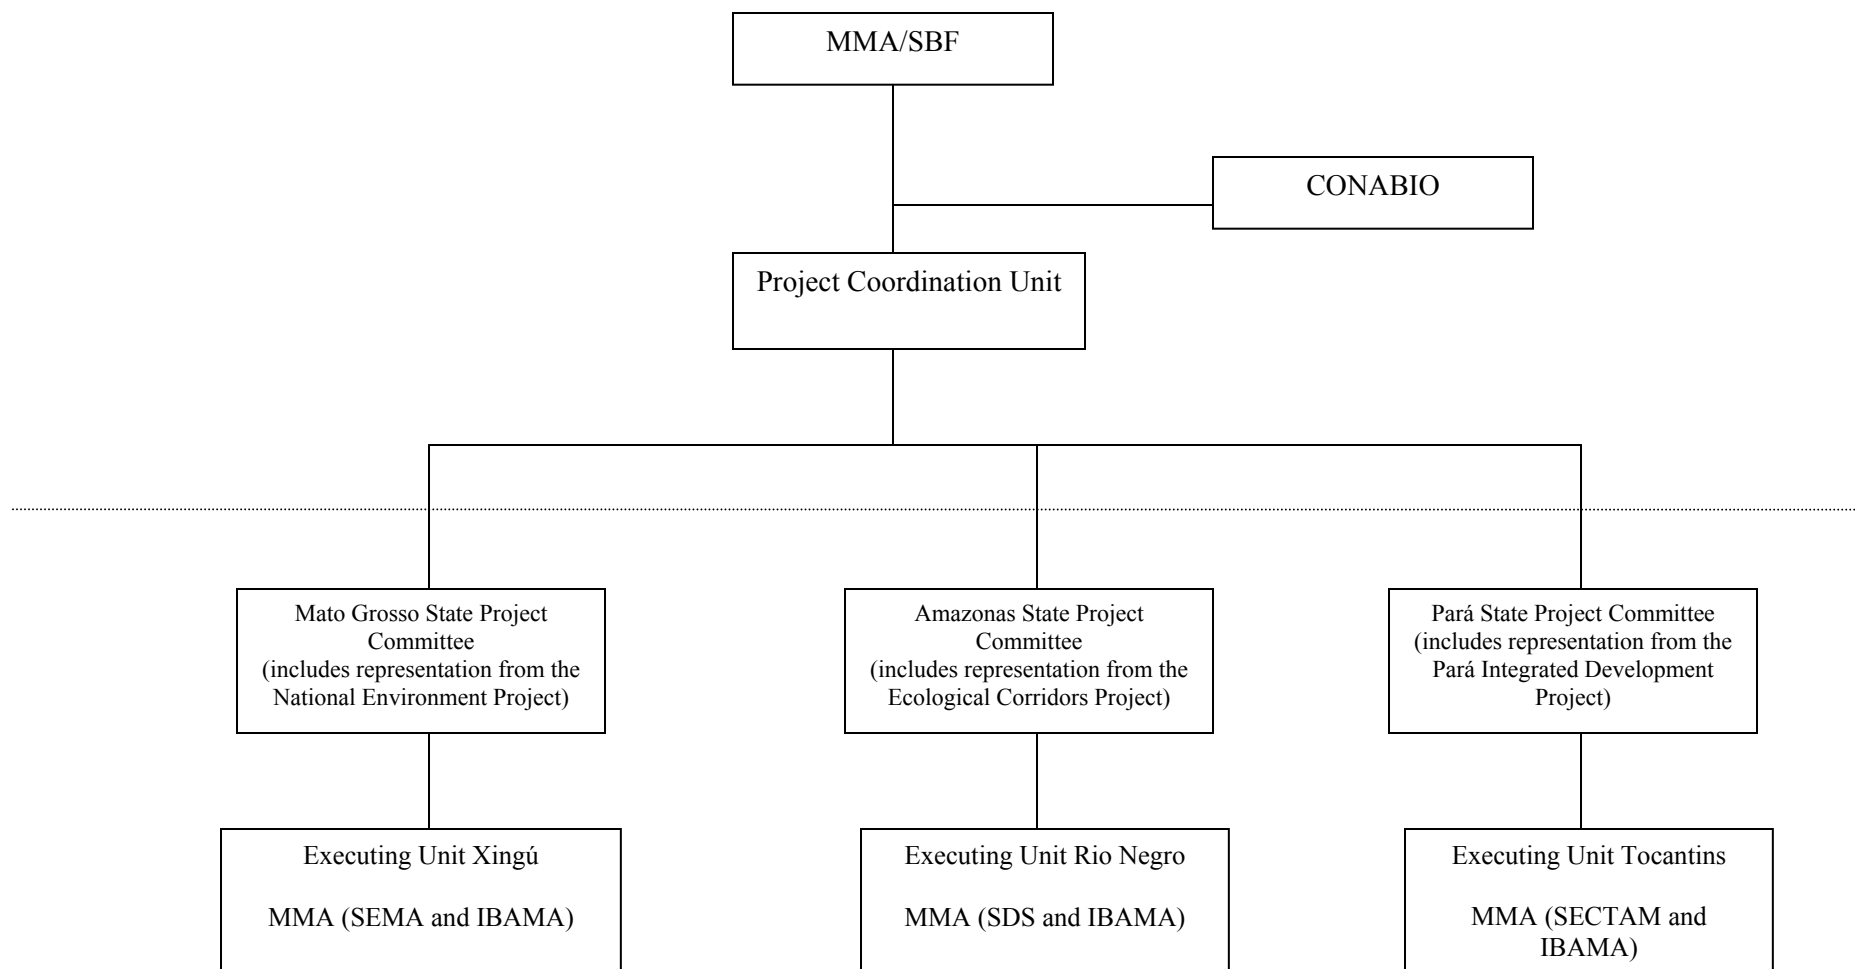 MMA/SBF
CONABIO
Project Coordination Unit
Mato Grosso State Project
Committee
(includes representation from the
National Environment Project)
Amazonas State Project
Committee
(includes representation from the
Ecological Corridors Project)
Pará State Project Committee
(includes representation from the
Pará Integrated Development
Project)
Executing Unit Xingú
MMA (SEMA and IBAMA)
Executing Unit Rio Negro
MMA (SDS and IBAMA)
Executing Unit Tocantins
MMA (SECTAM and
IBAMA)